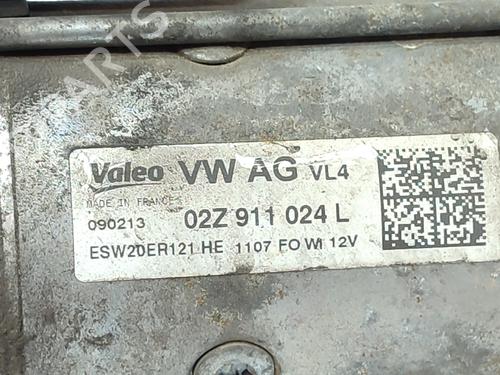 Valeo VW AG VL4
MADE IN FRANCE
090213 02Z 911 024 L
ESW20ER121 HE 1107 FO WI 12V